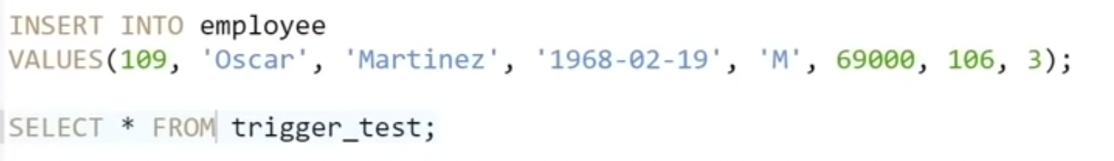 INSERT INTO employee
VALUES(109, 'Oscar', 'Martinez', '1968-02-19', 'M', 69000, 106, 3);
SELECT * FROM trigger_test;